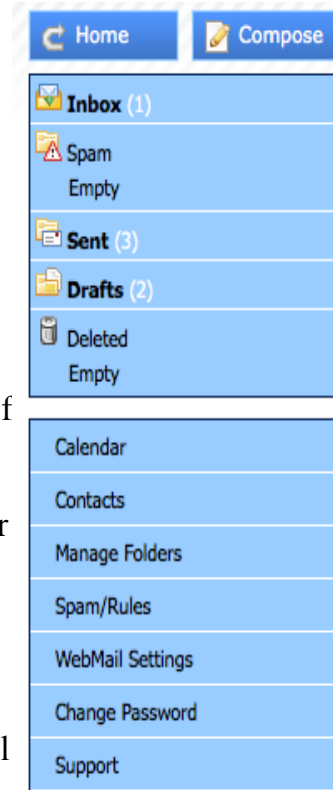 Home Compose
Inbox (1)
Spam
Empty
Sent (3)
Drafts (2)
Deleted
Empty
f
Calendar
Contacts
r
Manage Folders
Spam/Rules
WebMail Settings
Change Password
l
Support